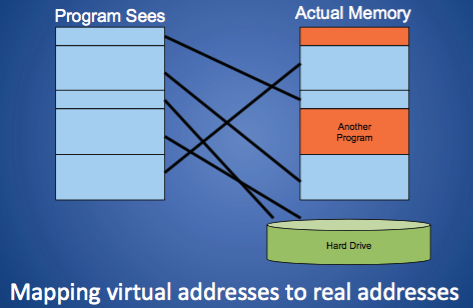 Program Sees
Actual Memory
Another
Program
Hard Drive
Mapping virtual addresses to real addresses